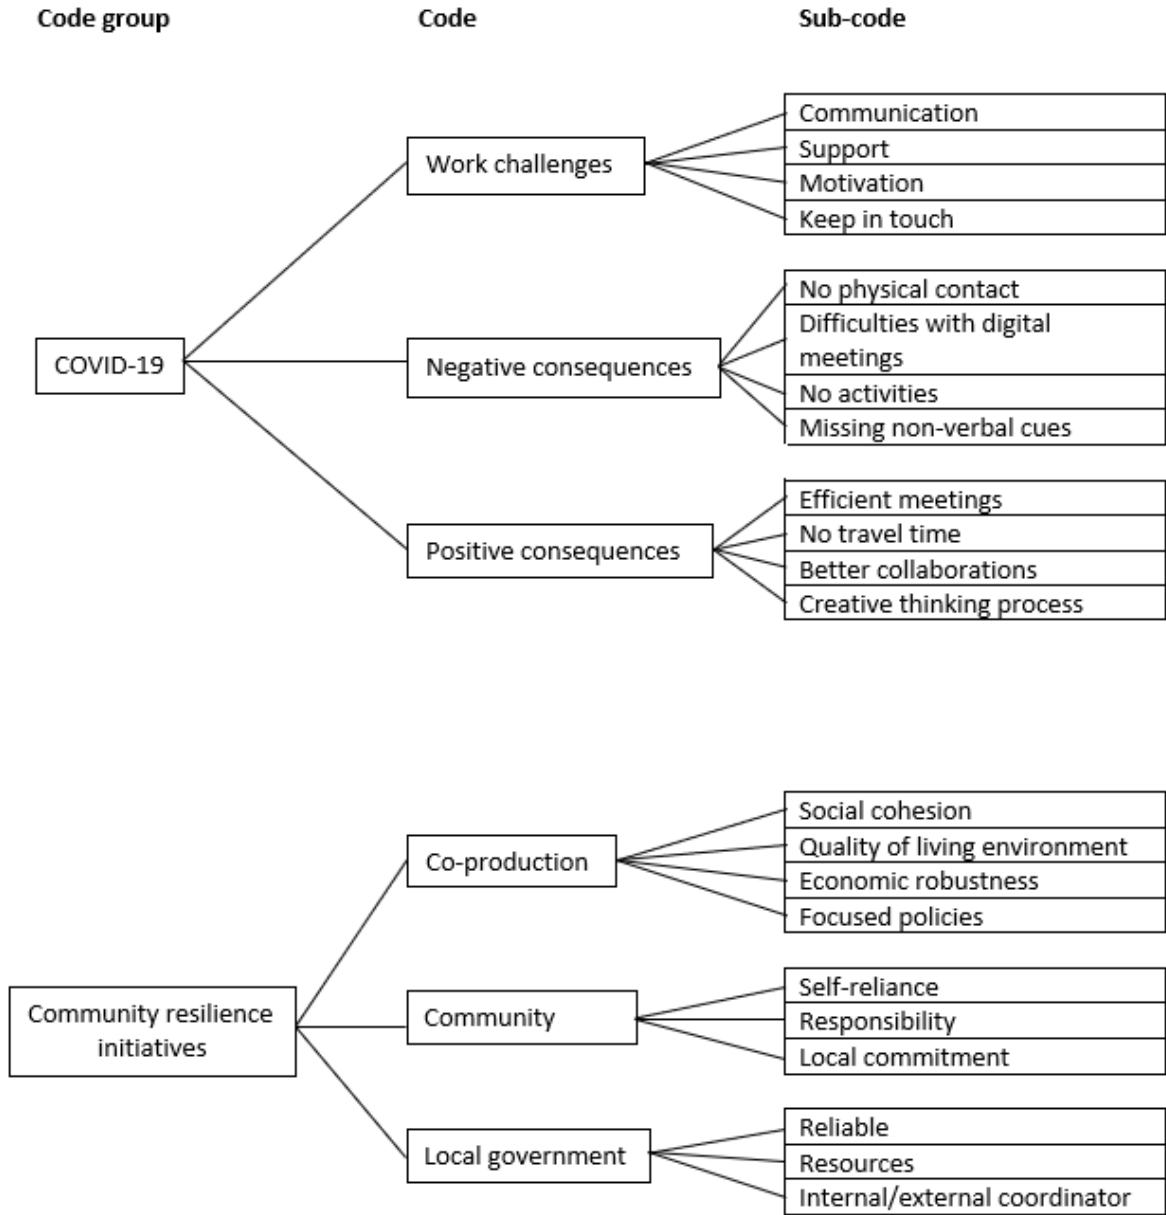 Code group
Code
Sub-code
COVID-19
Work challenges
Communication
Support
Motivation
Keep in touch
Negative consequences
No physical contact
Difficulties with digital
meetings
No activities
Missing non-verbal cues
Positive consequences
Efficient meetings
No travel time
Better collaborations
Creative thinking process
Community resilience
initiatives
Co-production
Social cohesion
Quality of living environment
Economic robustness
Focused policies
Community
Self-reliance
Responsibility
Local commitment
Local government
Reliable
Resources
Internal/external coordinator